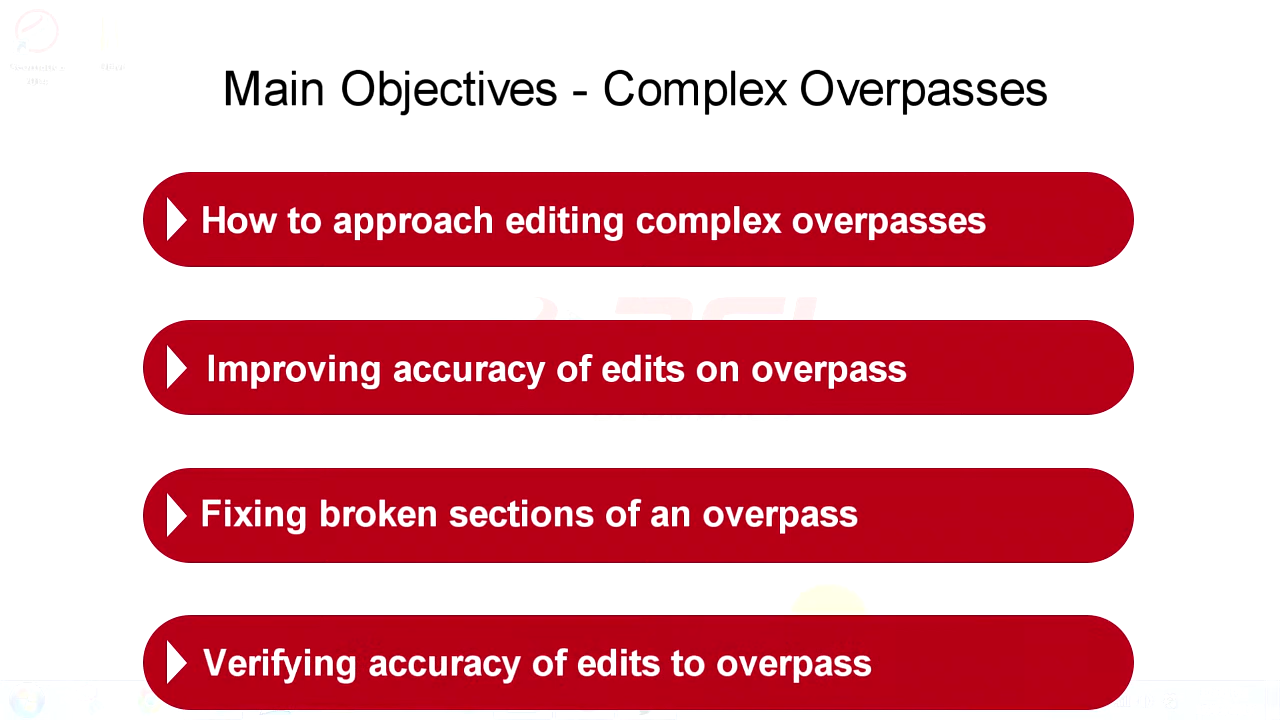 Main Objectives - Complex Overpasses
How to approach editing complex overpasses
Improving accuracy of edits on overpass
Fixing broken sections of an overpass
Verifying accuracy of edits to overpass